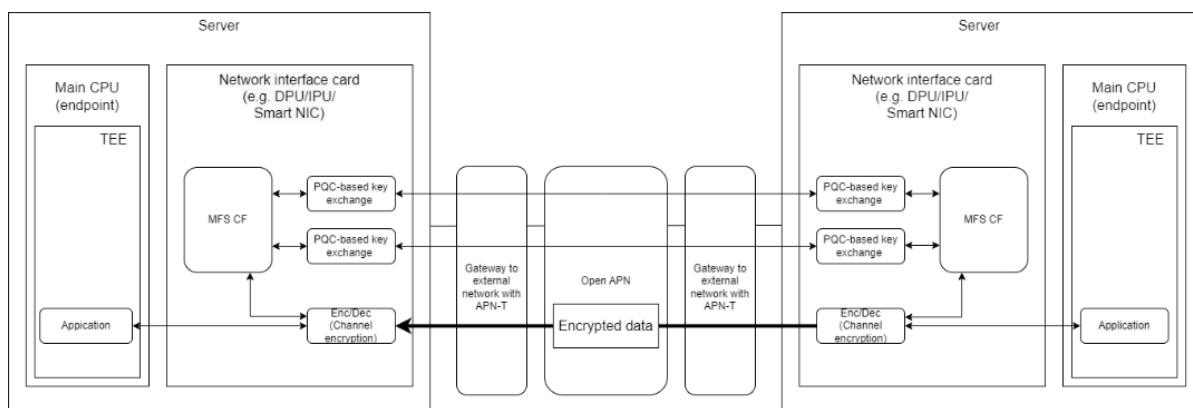 Server
Main CPU
(endpoint)
TEE
Appication
Network interface card
(e.g. DPU/IPU/
Smart NIC)
MFS CF
PQC-based key
exchange
PQC-based key
exchange
Enc/Dec
(Channel
encryption)
Gateway to
external
network with
APN-T
Open APN
Encrypted data
Gateway to
external
network with
APN-T
Server
Network interface card
(e.g. DPU/IPU/
Smart NIC)
PQC-based key
exchange
PQC-based key
exchange
Enc/Dec
(Channel
encryption)
MFS CF
Main CPU
(endpoint)
TEE
Application